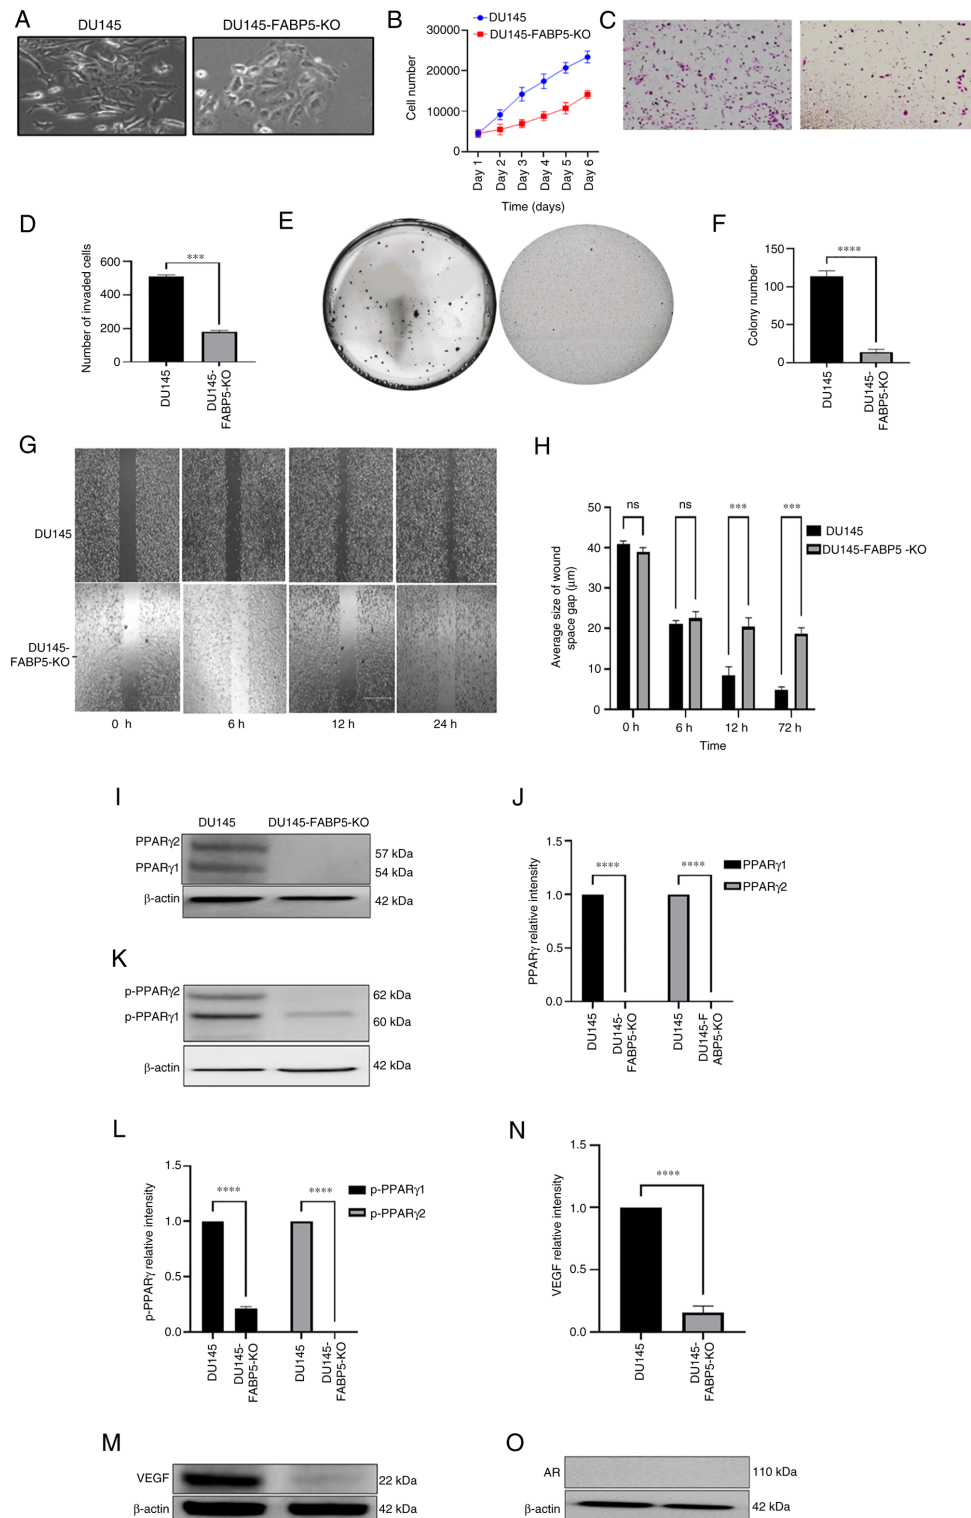 A
DU145
DU145-FABP5-KO
B
DU145
DU145-FABP5-KO
Cell number
30000
20000
10000
0
Day 1
Day 2
Day 3
Day 4
Day 5
Day 6
Time (days)
C
D
Number of invaded cells
600
400
200
0
***
DU145
DU145-
FABP5-KO
E
F
Colony number
150
100
50
0
****
DU145
DU145-
FABP5-KO
G
DU145
DU145-
FABP5-KO
0 h
6 h
12 h
24 h
H
Average size of wound
space gap (µm)
50
40
30
20
10
0
ns
ns
***
***
DU145
DU145-FABP5 -KO
0 h
6 h
12 h
72 h
Time
I
DU145
DU145-FABP5-KO
PPARγ2
PPARγ1
57 kDa
54 kDa
β-actin
42 kDa
J
PPARγ relative intensity
1.5
1.0
0.5
0.0
****
****
PPARγ1
PPARγ2
DU145
DU145-
FABP5-KO
DU145
DU145-F
ABP5-KO
K
p-PPARγ2
p-PPARγ1
62 kDa
60 kDa
β-actin
42 kDa
L
p-PPARγ relative intensity
1.5
1.0
0.5
0.0
****
****
p-PPARγ1
p-PPARγ2
DU145
DU145-
FABP5-KO
DU145
DU145-
FABP5-KO
N
VEGF relative intensity
1.5
1.0
0.5
0.0
****
DU145
DU145-
FABP5-KO
M
VEGF
22 kDa
β-actin
42 kDa
O
AR
110 kDa
β-actin
42 kDa